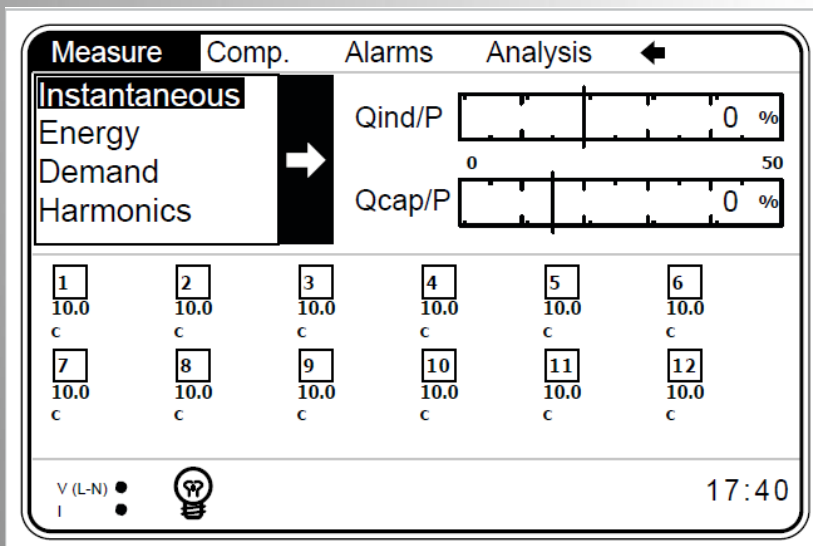 Measure Comp. Alarms Analysis
Instantaneous
Energy
Demand
Harmonics
Qind/P 0 %
0 50
Qcap/P 0 %
1 2 3 4 5 6
10.0 10.0 10.0 10.0 10.0 10.0
c c c c c c
7 8 9 10 11 12
10.0 10.0 10.0 10.0 10.0 10.0
c c c c c c
V (L-N)
I
17:40